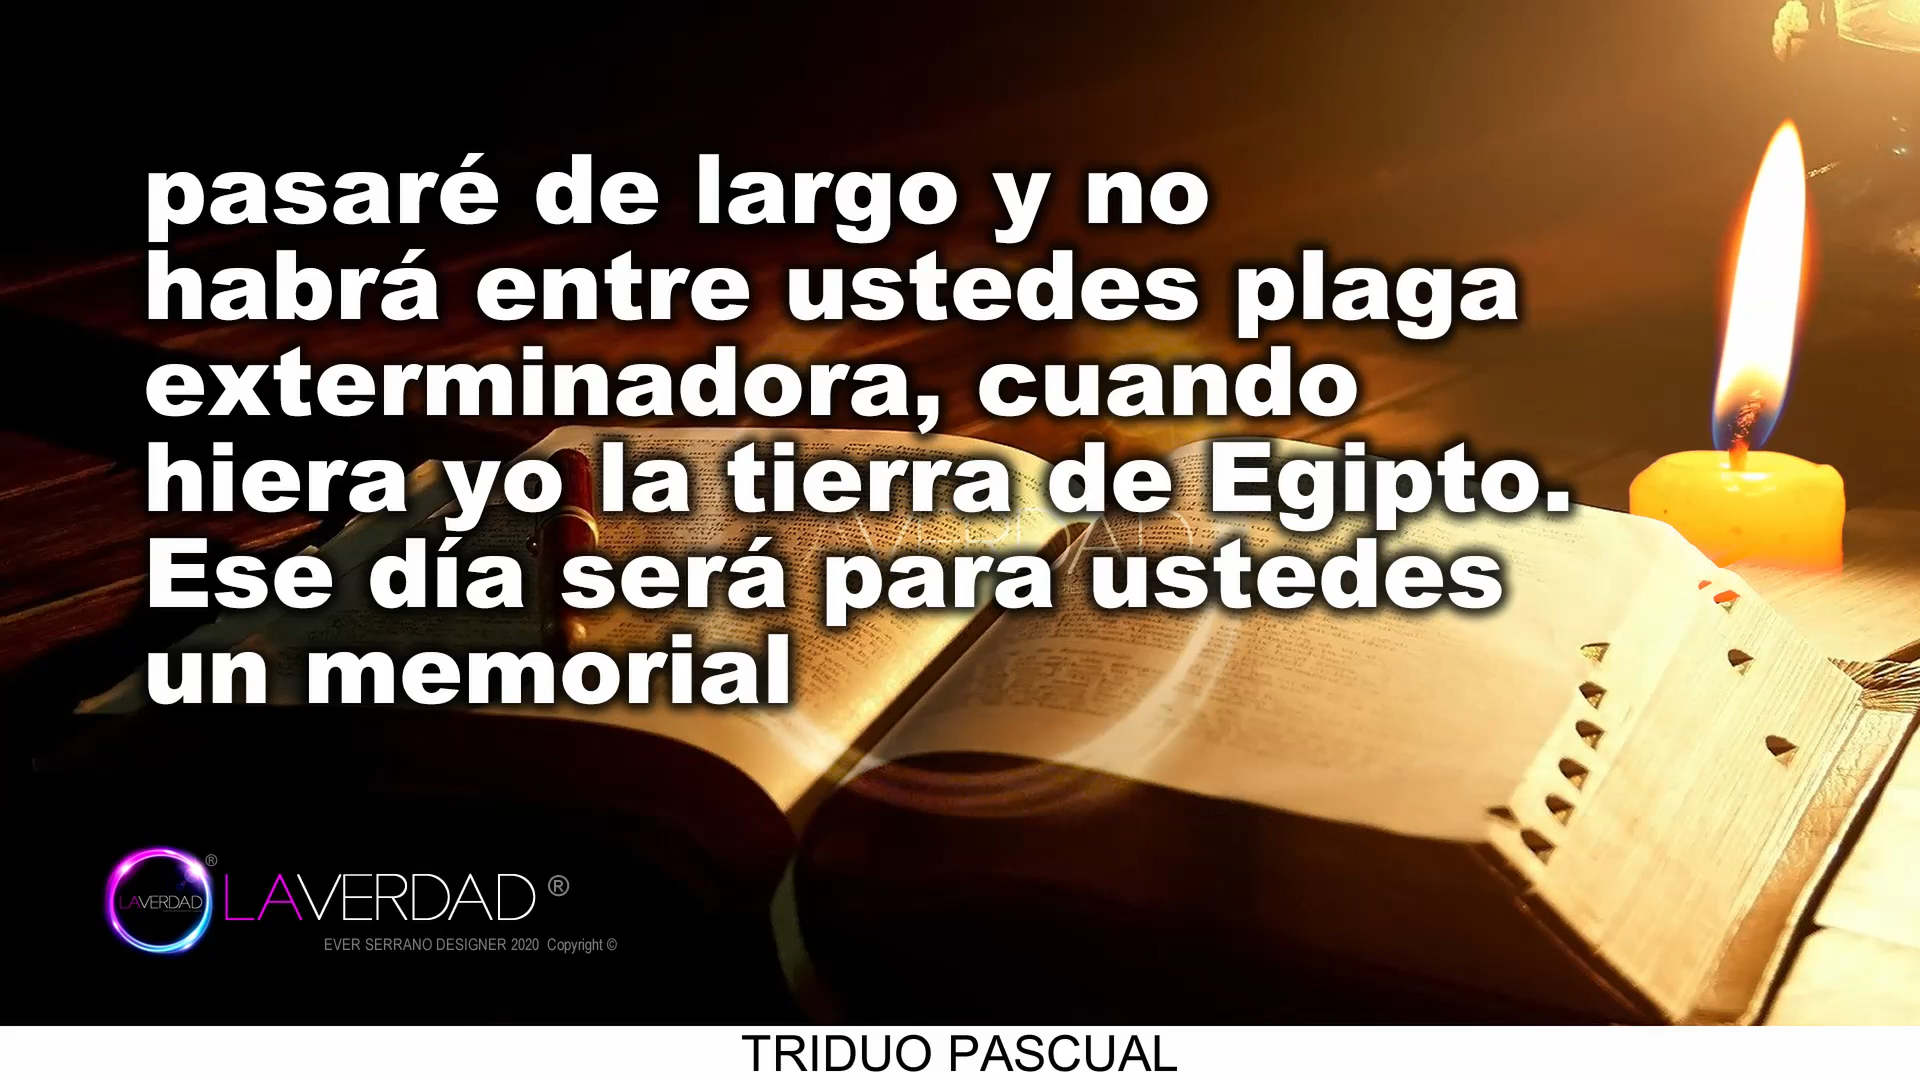 pasaré de largo y no
habrá entre ustedes plaga
exterminadora, cuando
hiera yo la tierra de Egipto.
Ese día será para ustedes
un memorial
LAVERDAD ®
LAVERDAD ®
EVER SERRANO DESIGNER 2020 Copyright ©
TRIDUO PASCUAL